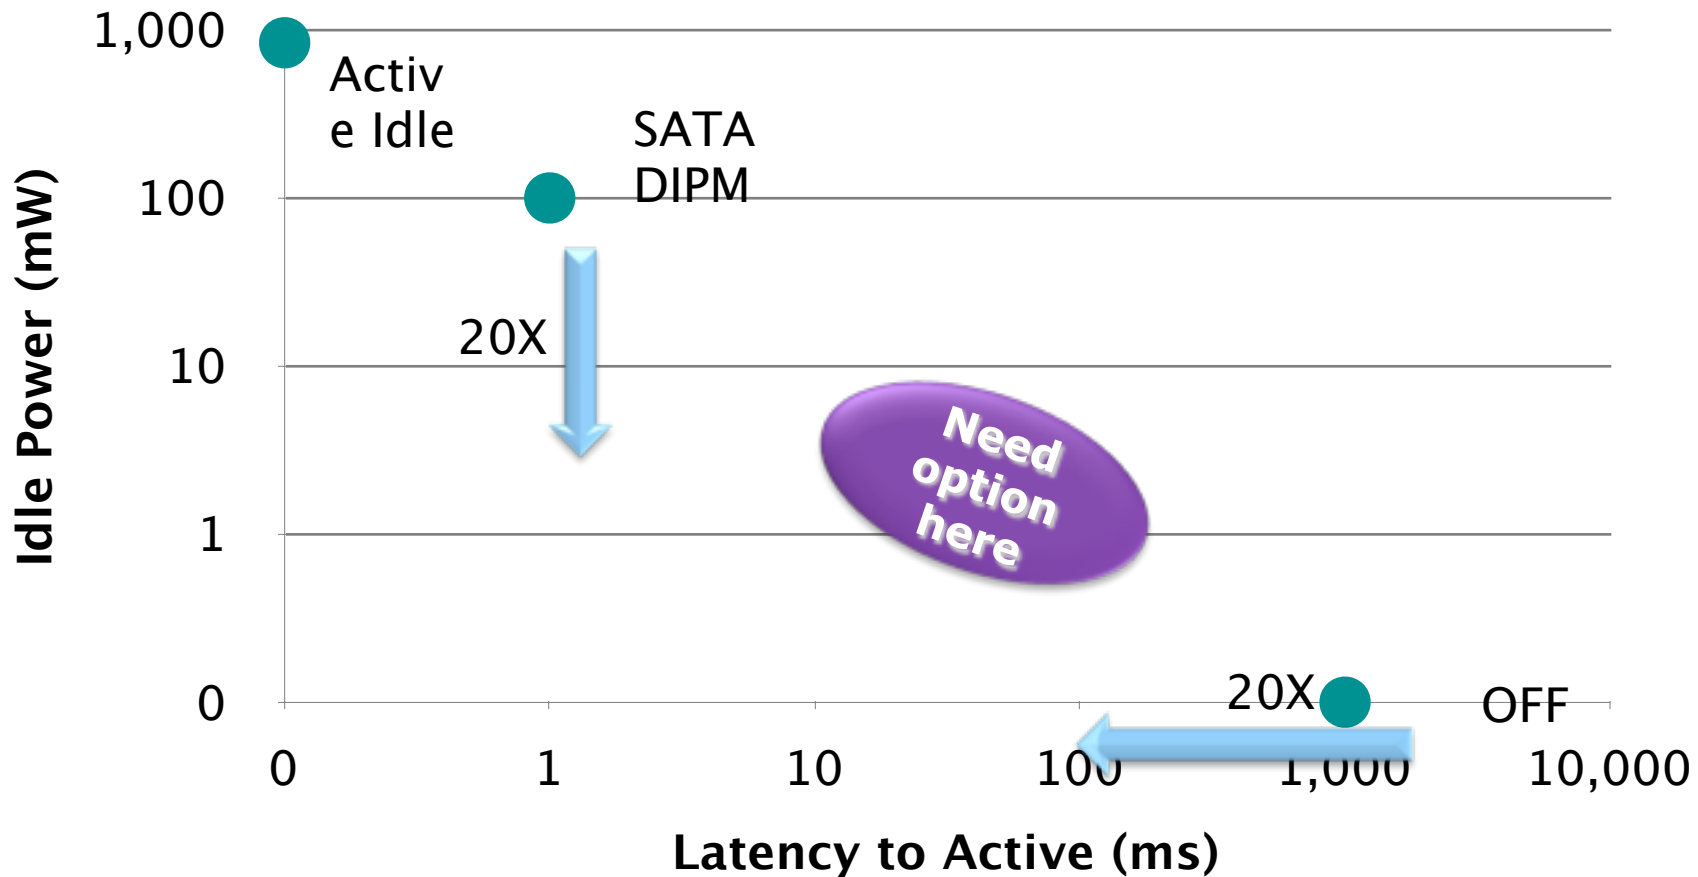 1,000
Activ
e Idle
SATA
DIPM
100
20X
10
Need
option
here
1
20X
OFF
0
0 1 10 100 1,000 10,000
Idle Power (mW)
Latency to Active (ms)